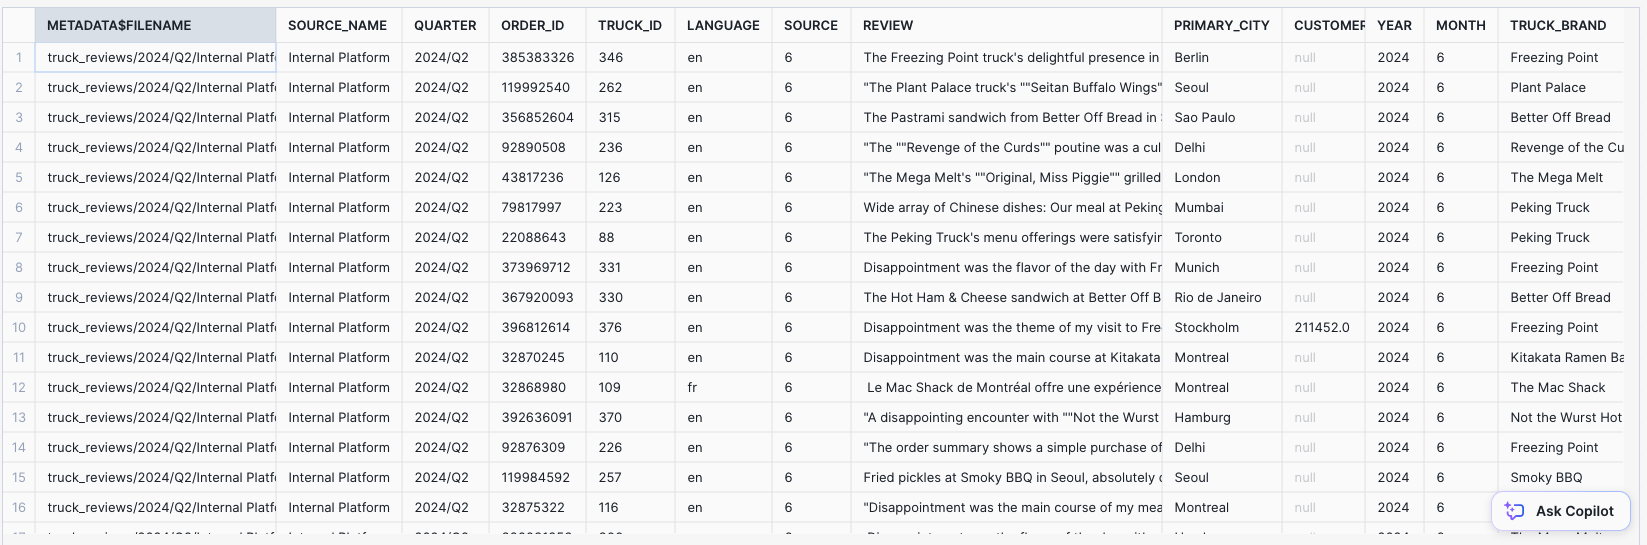 METADATA$FILENAME SOURCE_NAME QUARTER ORDER_ID TRUCK_ID LANGUAGE SOURCE REVIEW PRIMARY_CITY CUSTOMER YEAR MONTH TRUCK_BRAND
1 truck_reviews/2024/Q2/Internal Platf Internal Platform 2024/Q2 385383326 346 en 6 The Freezing Point truck's delightful presence in Berlin null 2024 6 Freezing Point
2 truck_reviews/2024/Q2/Internal Platf Internal Platform 2024/Q2 119992540 262 en 6 "The Plant Palace truck's ""Seitan Buffalo Wings" Seoul null 2024 6 Plant Palace
3 truck_reviews/2024/Q2/Internal Platf Internal Platform 2024/Q2 356852604 315 en 6 The Pastrami sandwich from Better Off Bread in Sao Paulo null 2024 6 Better Off Bread
4 truck_reviews/2024/Q2/Internal Platf Internal Platform 2024/Q2 92890508 236 en 6 "The ""Revenge of the Curds"" poutine was a cul Delhi null 2024 6 Revenge of the Cu
5 truck_reviews/2024/Q2/Internal Platf Internal Platform 2024/Q2 43817236 126 en 6 "The Mega Melt's ""Original, Miss Piggie"" grilled London null 2024 6 The Mega Melt
6 truck_reviews/2024/Q2/Internal Platf Internal Platform 2024/Q2 79817997 223 en 6 Wide array of Chinese dishes: Our meal at Peking Mumbai null 2024 6 Peking Truck
7 truck_reviews/2024/Q2/Internal Platf Internal Platform 2024/Q2 22088643 88 en 6 The Peking Truck's menu offerings were satisfyin Toronto null 2024 6 Peking Truck
8 truck_reviews/2024/Q2/Internal Platf Internal Platform 2024/Q2 373969712 331 en 6 Disappointment was the flavor of the day with Fr Munich null 2024 6 Freezing Point
9 truck_reviews/2024/Q2/Internal Platf Internal Platform 2024/Q2 367920093 330 en 6 The Hot Ham & Cheese sandwich at Better Off B Rio de Janeiro null 2024 6 Better Off Bread
10 truck_reviews/2024/Q2/Internal Platf Internal Platform 2024/Q2 396812614 376 en 6 Disappointment was the theme of my visit to Fre Stockholm 211452.0 2024 6 Freezing Point
11 truck_reviews/2024/Q2/Internal Platf Internal Platform 2024/Q2 32870245 110 en 6 Disappointment was the main course at Kitakata Montreal null 2024 6 Kitakata Ramen Ba
12 truck_reviews/2024/Q2/Internal Platf Internal Platform 2024/Q2 32868980 109 fr 6 Le Mac Shack de Montréal offre une expérience Montreal null 2024 6 The Mac Shack
13 truck_reviews/2024/Q2/Internal Platf Internal Platform 2024/Q2 392636091 370 en 6 "A disappointing encounter with ""Not the Wurst Hamburg null 2024 6 Not the Wurst Hot
14 truck_reviews/2024/Q2/Internal Platf Internal Platform 2024/Q2 92876309 226 en 6 "The order summary shows a simple purchase of Delhi null 2024 6 Freezing Point
15 truck_reviews/2024/Q2/Internal Platf Internal Platform 2024/Q2 119984592 257 en 6 Fried pickles at Smoky BBQ in Seoul, absolutely Seoul null 2024 6 Smoky BBQ
16 truck_reviews/2024/Q2/Internal Platf Internal Platform 2024/Q2 32875322 116 en 6 "Disappointment was the main course of my mea Montreal null 2024 6
Ask Copilot